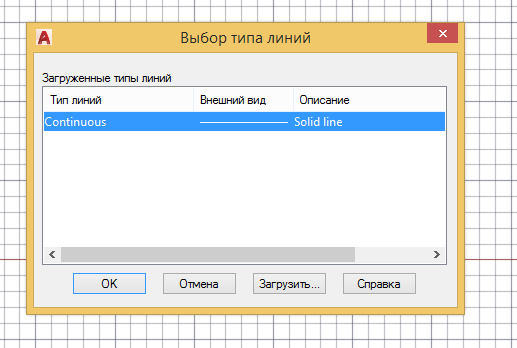 Выбор типа линий
Загруженные типы линий
Тип линий Внешний вид Описание
Continuous Solid line
OK Отмена Загрузить... Справка